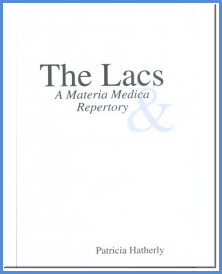 The Lacs
A Materia Medica
&
Repertory
Patricia Hatherly